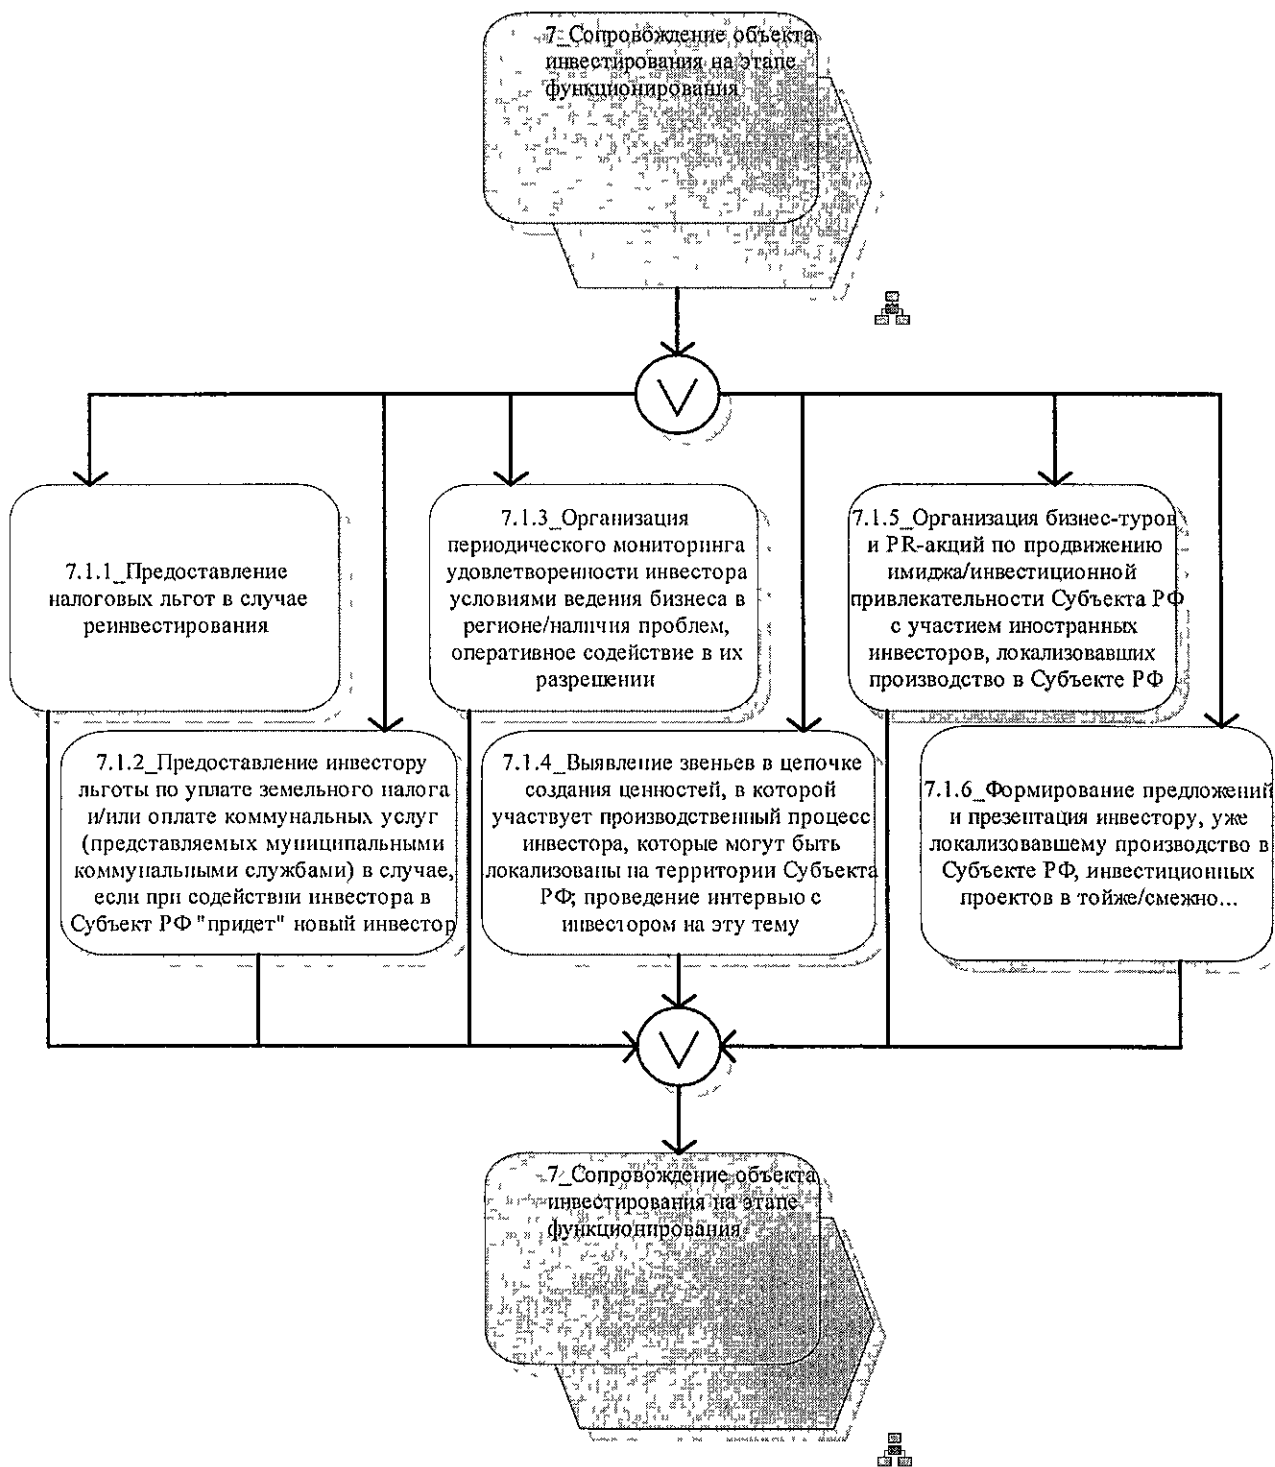 7_Сопровождение объекта
инвестирования на этапе
функционирования
7.1.1_Предоставление
налоговых льгот в случае
реинвестирования
7.1.3_Организация
периодического мониторинга
удовлетворенности инвестора
условиями ведения бизнеса в
регионе/наличия проблем,
оперативное содействие в их
разрешении
7.1.5_Организация бизнес-туров
и PR-акций по продвижению
имиджа/инвестиционной
привлекательности Субъекта РФ
с участием иностранных
инвесторов, локализовавших
производство в Субъекте РФ
7.1.2_Предоставление инвестору
льготы по уплате земельного налога
и/или оплате коммунальных услуг
(представляемых муниципальными
коммунальными службами) в случае,
если при содействии инвестора в
Субъект РФ "придет" новый инвестор
7.1.4_Выявление звеньев в цепочке
создания ценностей, в которой
участвует производственный процесс
инвестора, которые могут быть
локализованы на территории Субъекта
РФ; проведение интервью с
инвестором на эту тему
7.1.6_Формирование предложений
и презентация инвестору, уже
локализовавшему производство в
Субъекте РФ, инвестиционных
проектов в тойже/смежно...
7_Сопровождение объекта
инвестирования на этапе
функционирования